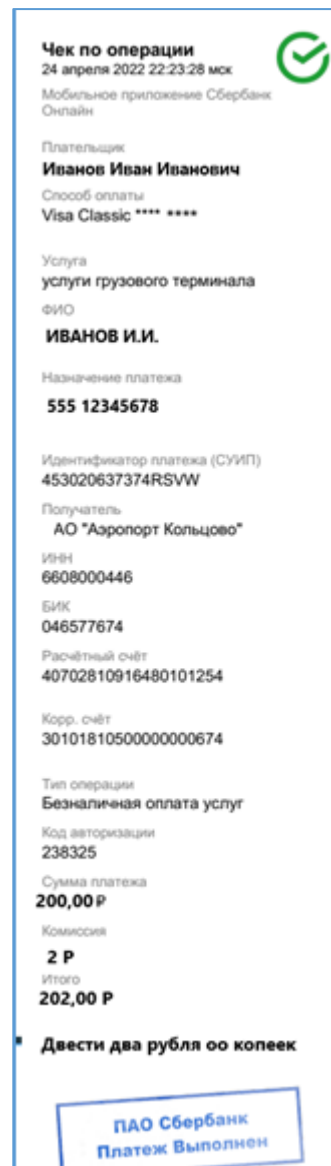 Чек по операции
24 апреля 2022 22:23:28 мск
Мобильное приложение Сбербанк
Онлайн
Плательщик
Иванов Иван Иванович
Способ оплаты
Visa Classic **** ****
Услуга
услуги грузового терминала
ФИО
ИВАНОВ И.И.
Назначение платежа
555 12345678
Идентификатор платежа (СУИП)
453020637374RSVW
Получатель
АО "Аэропорт Кольцово"
ИНН
6608000446
БИК
046577674
Расчётный счёт
40702810916480101254
Корр. счёт
30101810500000000674
Тип операции
Безналичная оплата услуг
Код авторизации
238325
Сумма платежа
200,00 ₽
Комиссия
2 Р
Итого
202,00 Р
Двести два рубля оо копеек
ПАО Сбербанк
Платеж Выполнен